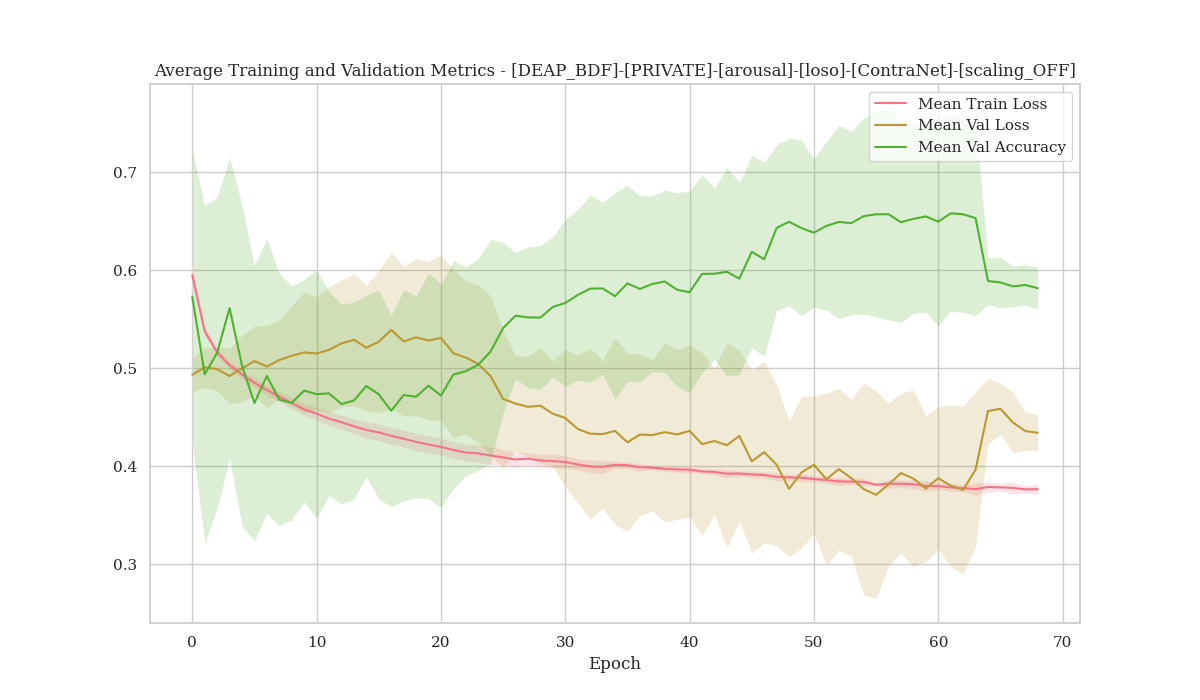 Average Training and Validation Metrics - [DEAP_BDF]-[PRIVATE]-[arousal]-[loso]-[ContraNet]-[scaling_OFF]
Mean Train Loss
Mean Val Loss
Mean Val Accuracy
0.7
0.6
0.5
0.4
0.3
0 10 20 30 40 50 60 70
Epoch